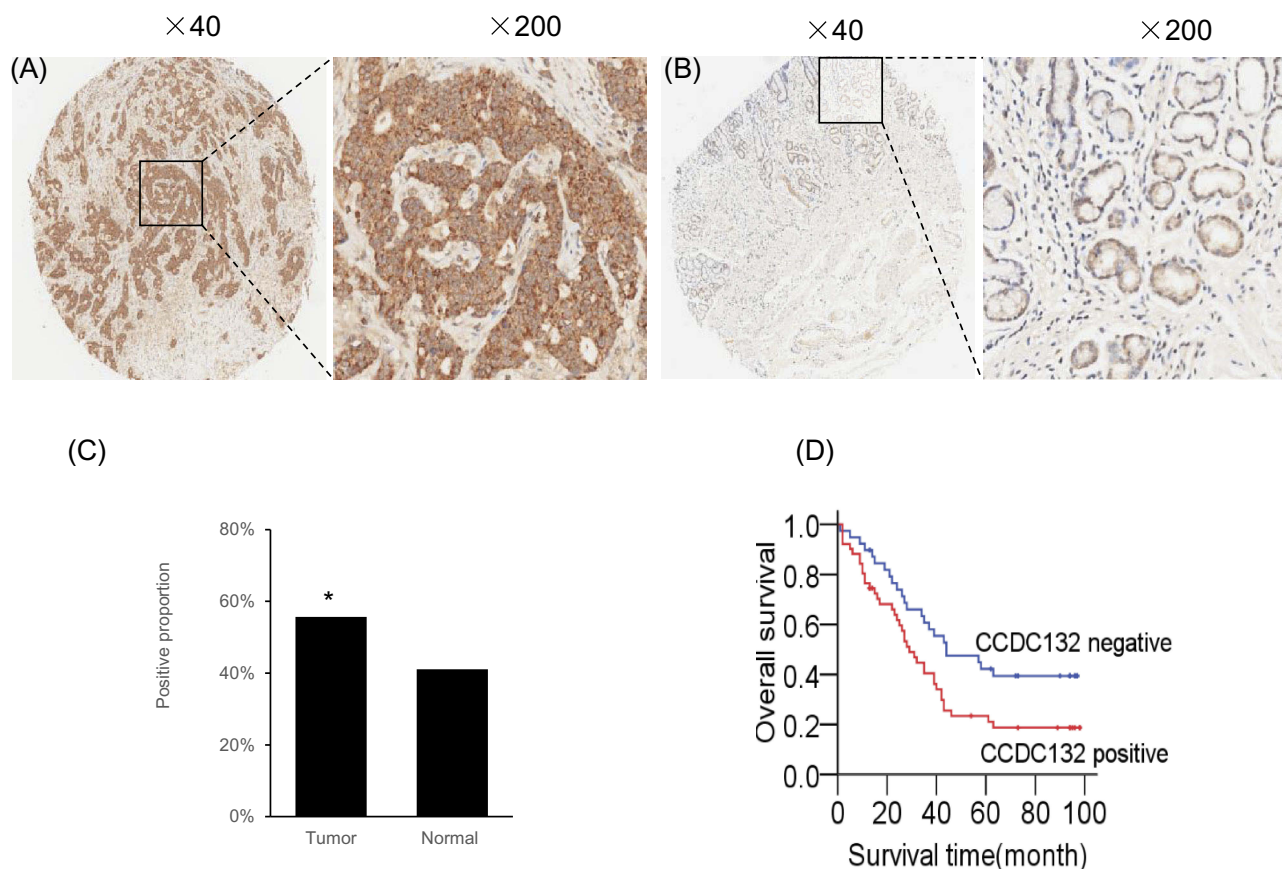 ×40
×200
×40
×200
(A)
(B)
(C)
(D)
80%
60%
40%
20%
0%
Positive proportion
*
Tumor
Normal
1.0
0.8
0.6
0.4
0.2
0.0
Overall survival
CCDC132 negative
CCDC132 positive
0 20 40 60 80 100
Survival time(month)